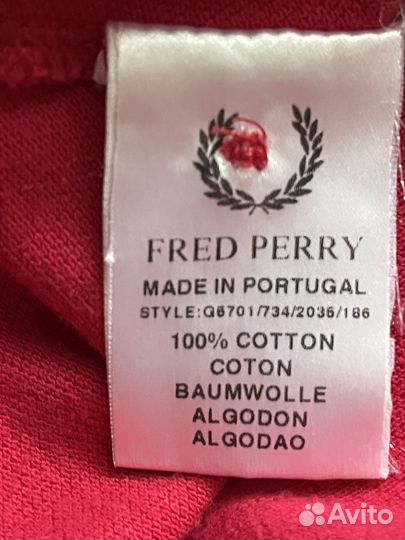 FRED PERRY
MADE IN PORTUGAL
STYLE:G6701/734/2036/186
100% COTTON
COTON
BAUMWOLLE
ALGODON
ALGODAO
Avito